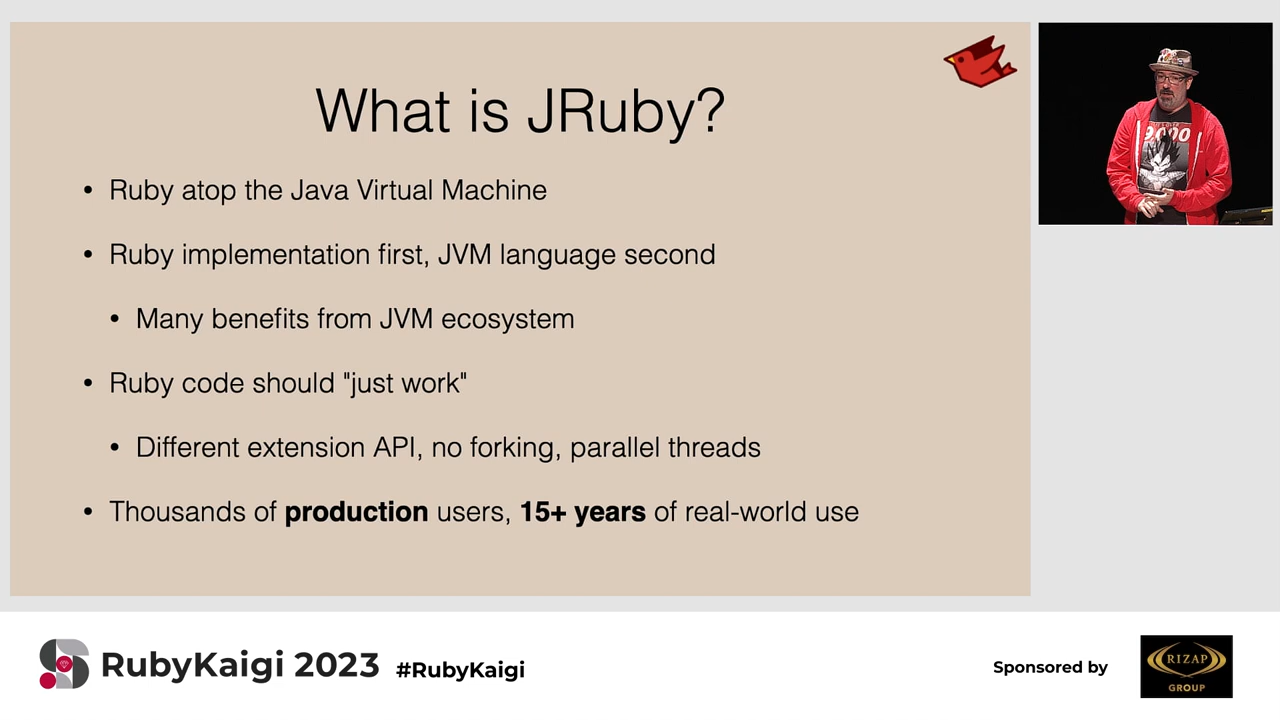 What is JRuby?
• Ruby atop the Java Virtual Machine
• Ruby implementation first, JVM language second
• Many benefits from JVM ecosystem
• Ruby code should "just work"
• Different extension API, no forking, parallel threads
• Thousands of production users, 15+ years of real-world use
9,000
RubyKaigi 2023 #RubyKaigi
Sponsored by
RIZAP
GROUP